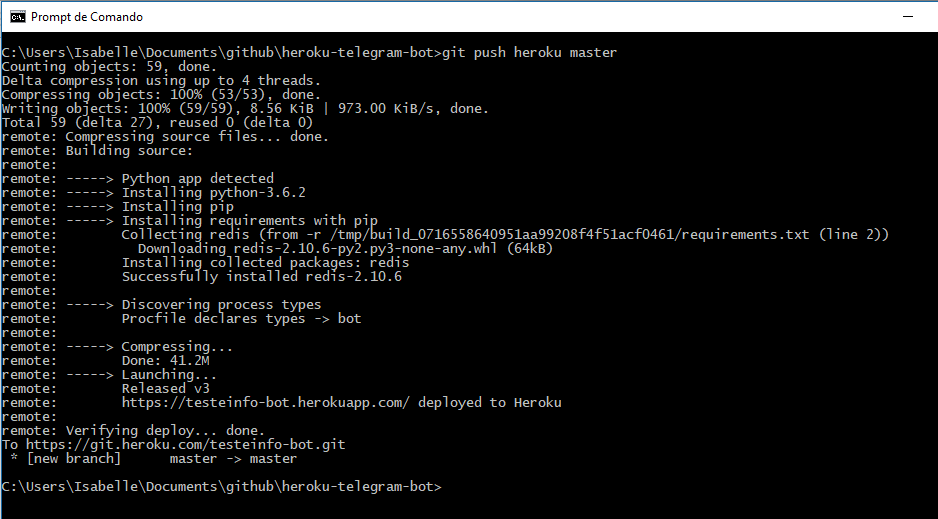 Prompt de Comando
C:\Users\Isabelle\Documents\github\heroku-telegram-bot>git push heroku master
Counting objects: 59, done.
Delta compression using up to 4 threads.
Compressing objects: 100% (53/53), done.
Writing objects: 100% (59/59), 8.56 KiB | 973.00 KiB/s, done.
Total 59 (delta 27), reused 0 (delta 0)
remote: Compressing source files... done.
remote: Building source:
remote:
remote: -----> Python app detected
remote: -----> Installing python-3.6.2
remote: -----> Installing pip
remote: -----> Installing requirements with pip
remote:        Collecting redis (from -r /tmp/build_0716558640951aa99208f4f51acf0461/requirements.txt (line 2))
remote:          Downloading redis-2.10.6-py2.py3-none-any.whl (64kB)
remote:        Installing collected packages: redis
remote:        Successfully installed redis-2.10.6
remote:
remote: -----> Discovering process types
remote:        Procfile declares types -> bot
remote:
remote: -----> Compressing...
remote:        Done: 41.2M
remote: -----> Launching...
remote:        Released v3
remote:        https://testeinfo-bot.herokuapp.com/ deployed to Heroku
remote:
remote: Verifying deploy... done.
To https://git.heroku.com/testeinfo-bot.git
 * [new branch]      master -> master
C:\Users\Isabelle\Documents\github\heroku-telegram-bot>